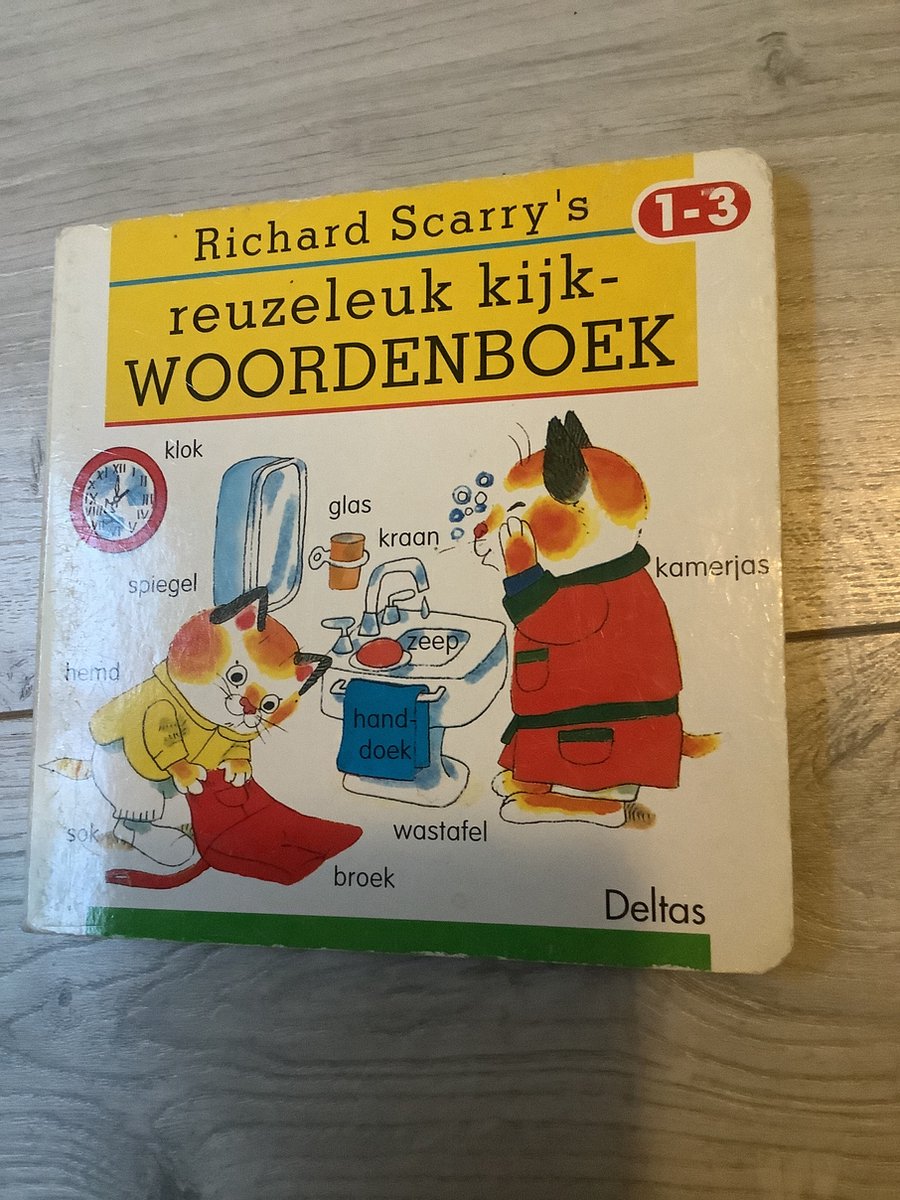 Richard Scarry's
1-3
reuzeleuk kijk-
WOORDENBOEK
klok
glas
kraan
spiegel
kamerjas
zeep
hemd
hand-
doek
sok
wastafel
broek
Deltas